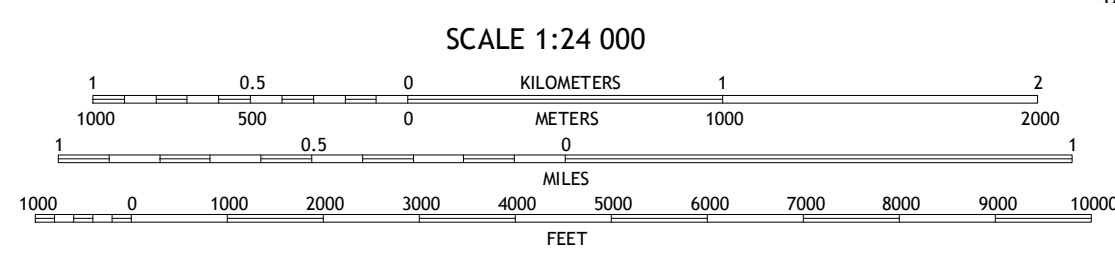 SCALE 1:24 000
1 0.5 0 KILOMETERS 1 2
1000 500 0 METERS 1000 2000
1 0.5 0 1
MILES
1000 0 1000 2000 3000 4000 5000 6000 7000 8000 9000 10000
FEET